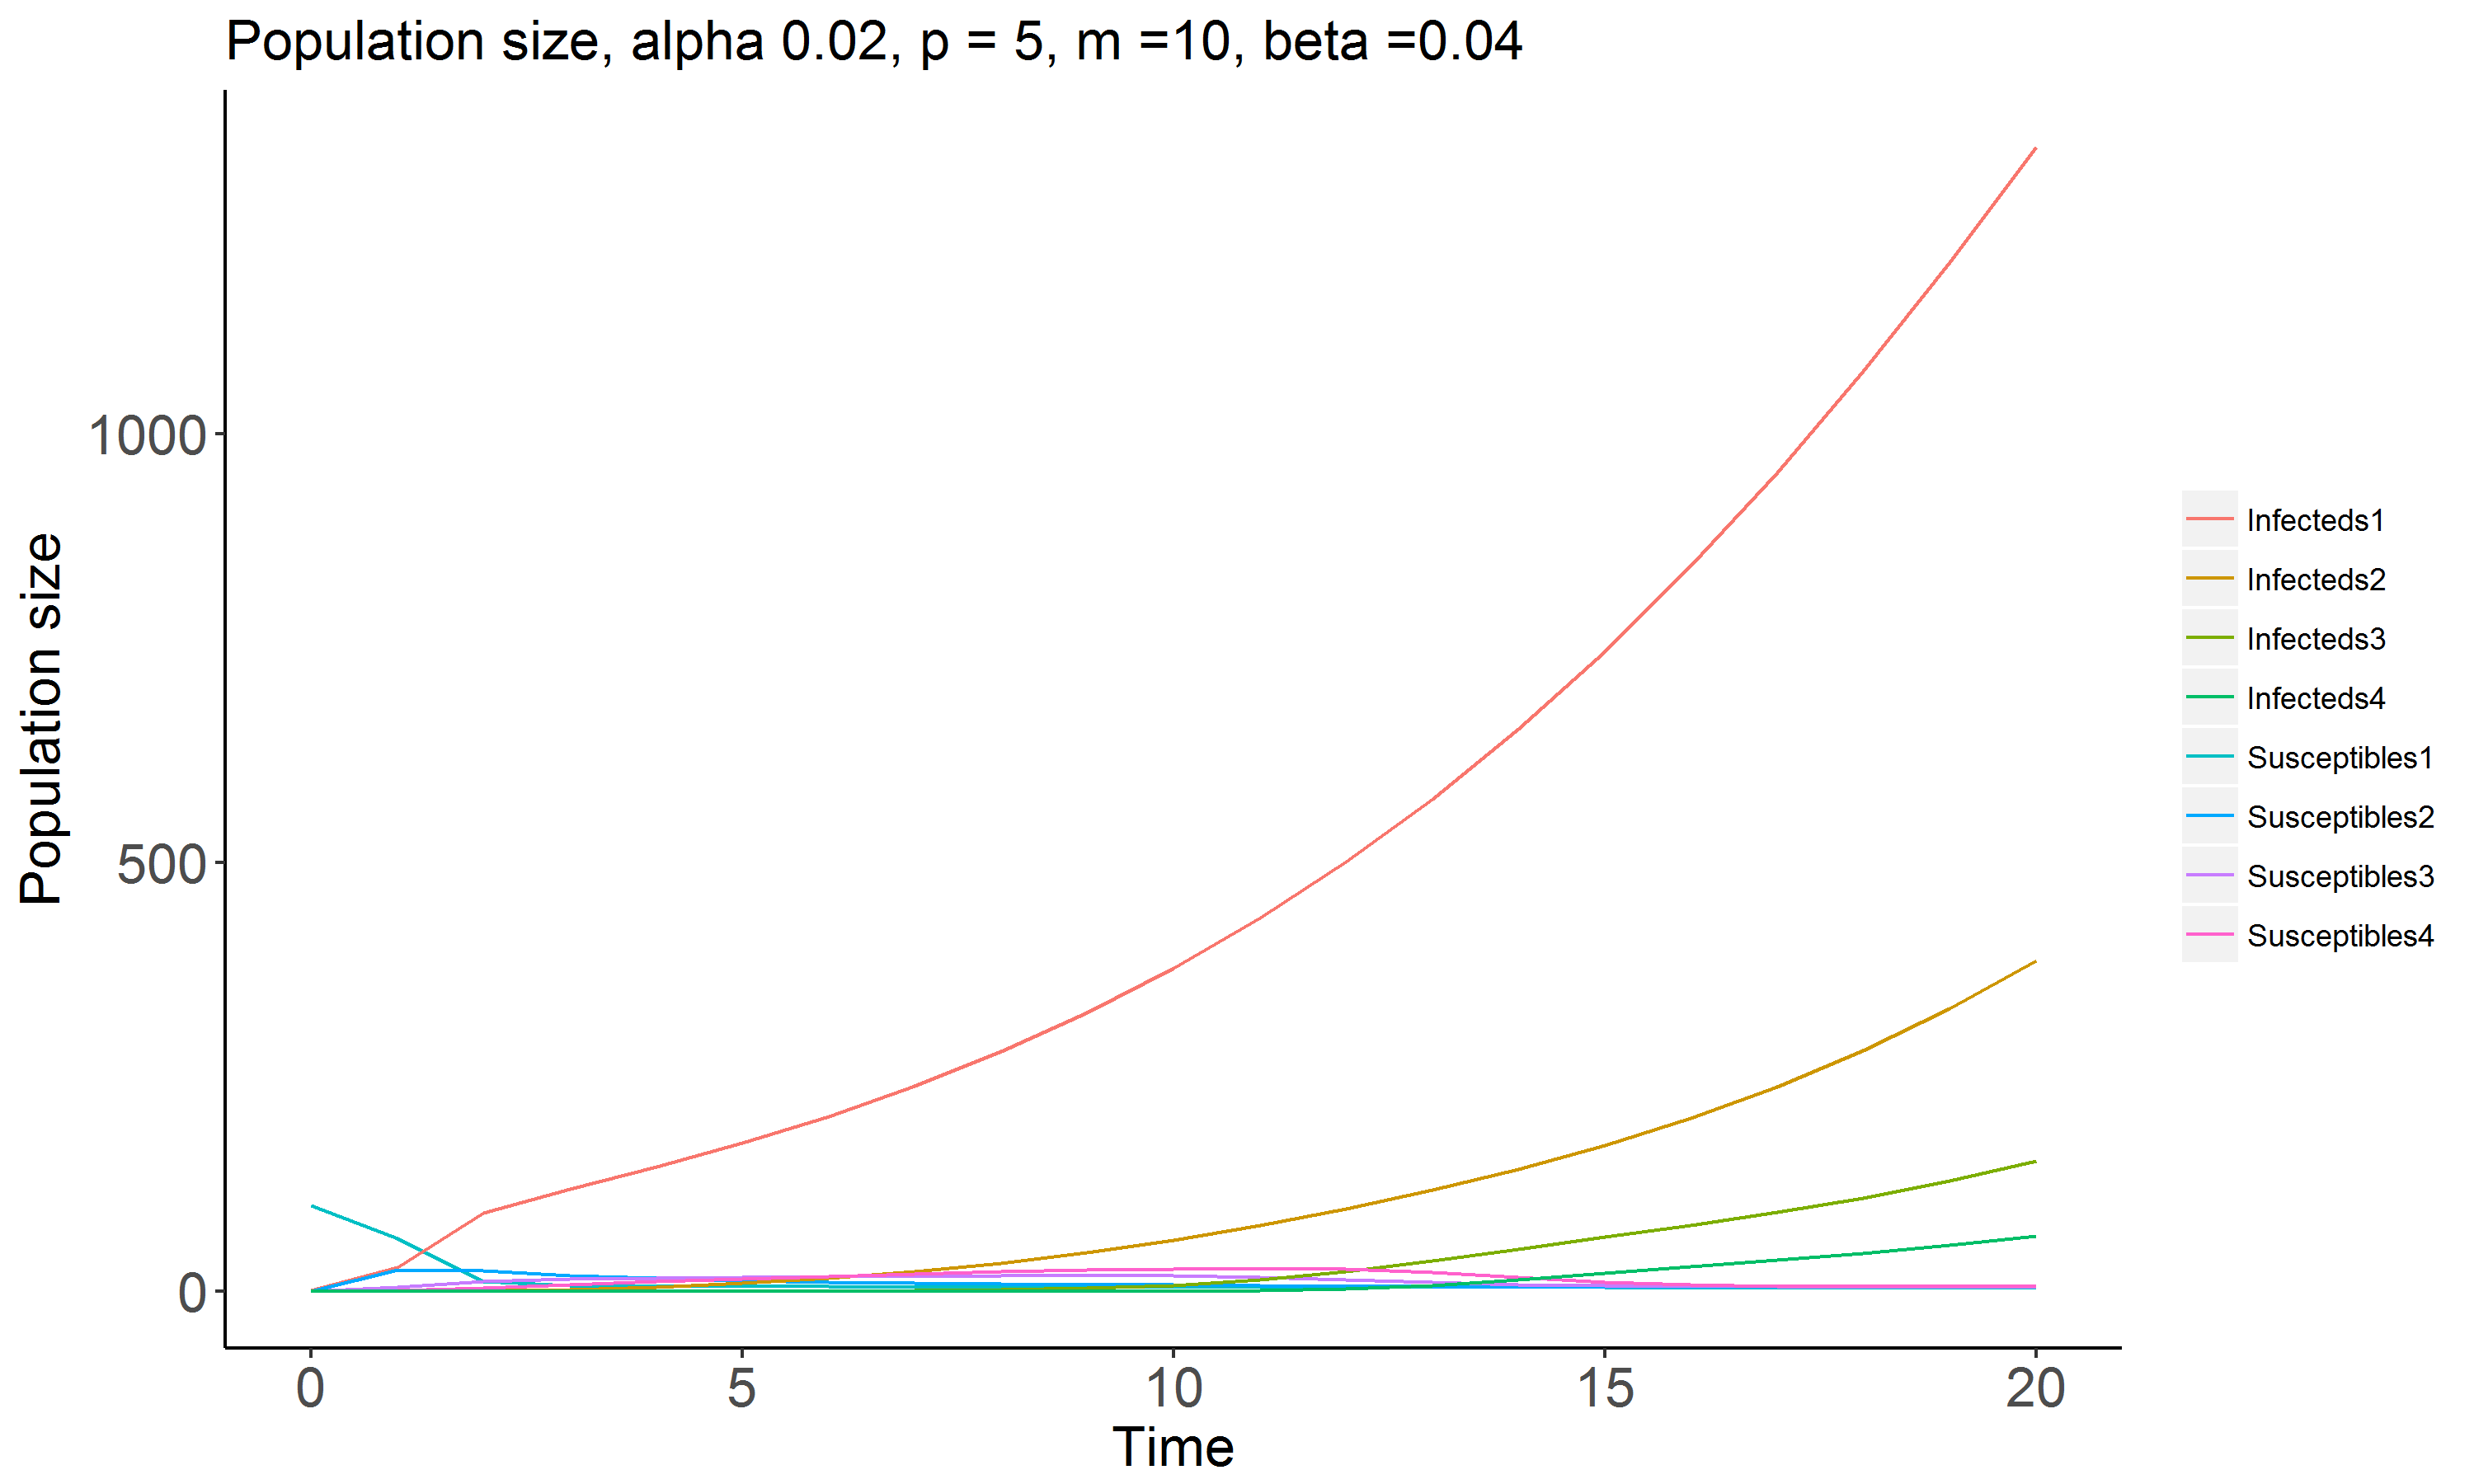 Population size, alpha 0.02, p = 5, m =10, beta =0.04
Population size
1000
500
0
0 5 10 15 20
Time
Infecteds1
Infecteds2
Infecteds3
Infecteds4
Susceptibles1
Susceptibles2
Susceptibles3
Susceptibles4